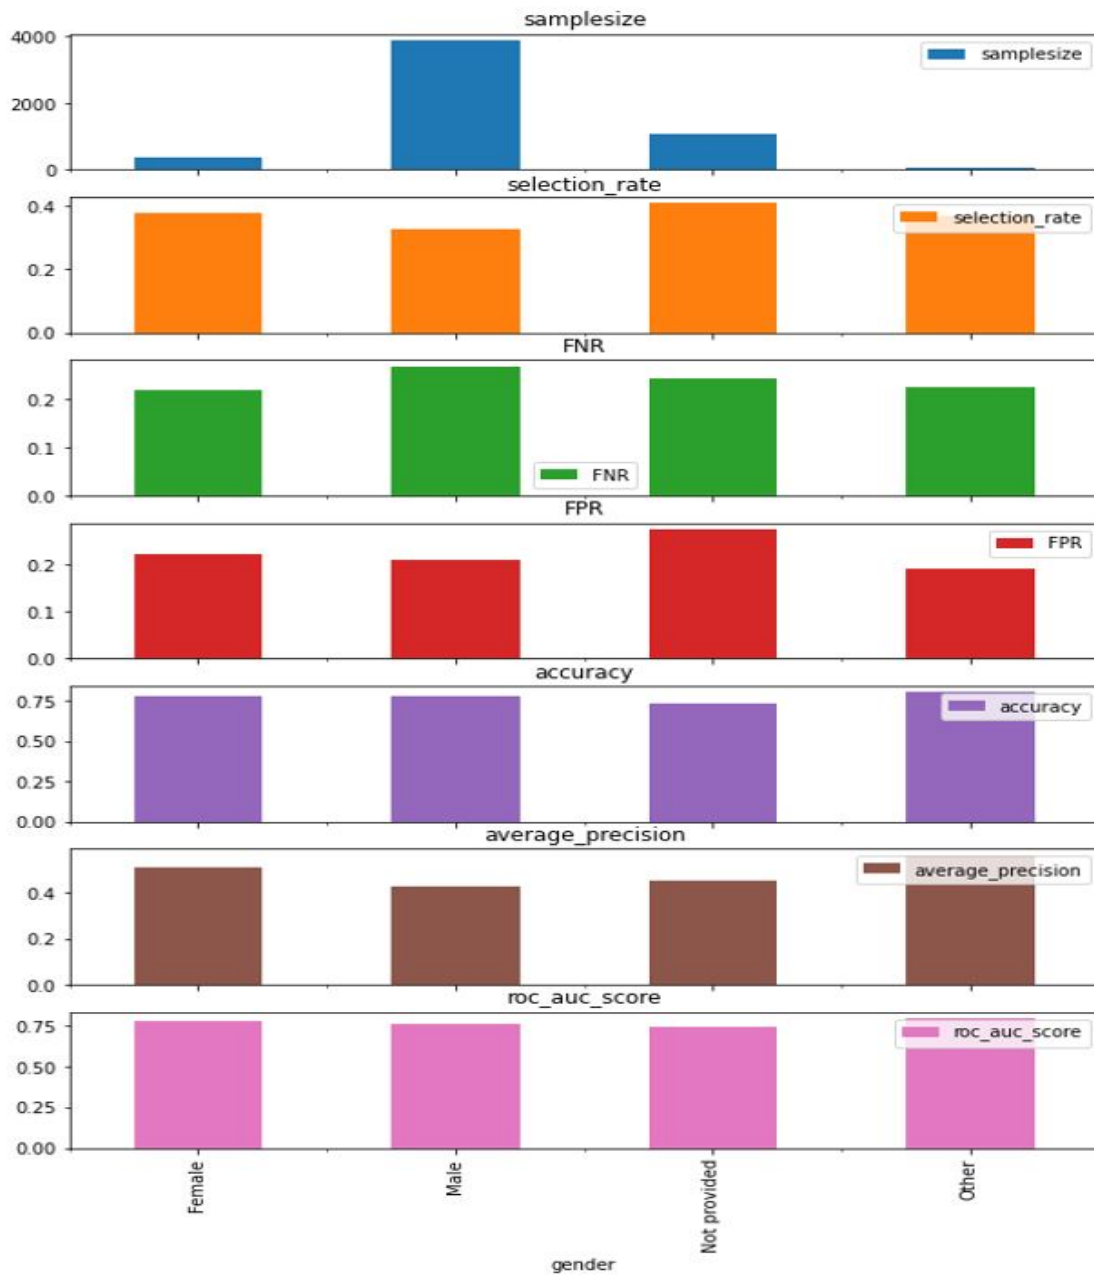 samplesize
4000
2000
0
samplesize
selection_rate
0.4
0.2
0.0
selection_rate
FNR
0.2
0.1
0.0
FNR
FPR
0.2
0.1
0.0
FPR
accuracy
0.75
0.50
0.25
0.00
accuracy
average_precision
0.4
0.2
0.0
average_precision
roc_auc_score
0.75
0.50
0.25
0.00
roc_auc_score
Female
Male
Not provided
Other
gender